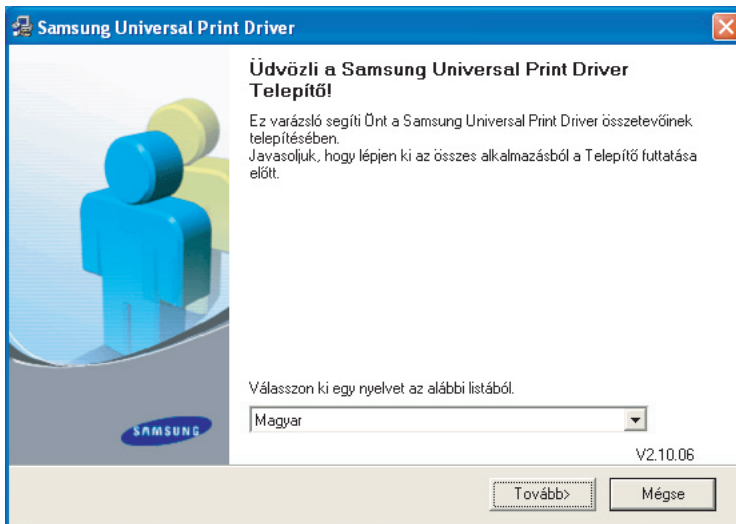 Samsung Universal Print Driver
Üdvözli a Samsung Universal Print Driver
Telepítő!
Ez varázsló segíti Önt a Samsung Universal Print Driver összetevőinek
telepítésében.
Javasoljuk, hogy lépjen ki az összes alkalmazásból a Telepítő futtatása
előtt.
Válasszon ki egy nyelvet az alábbi listából.
Magyar
SAMSUNG
V2.10.06
Tovább>
Mégse